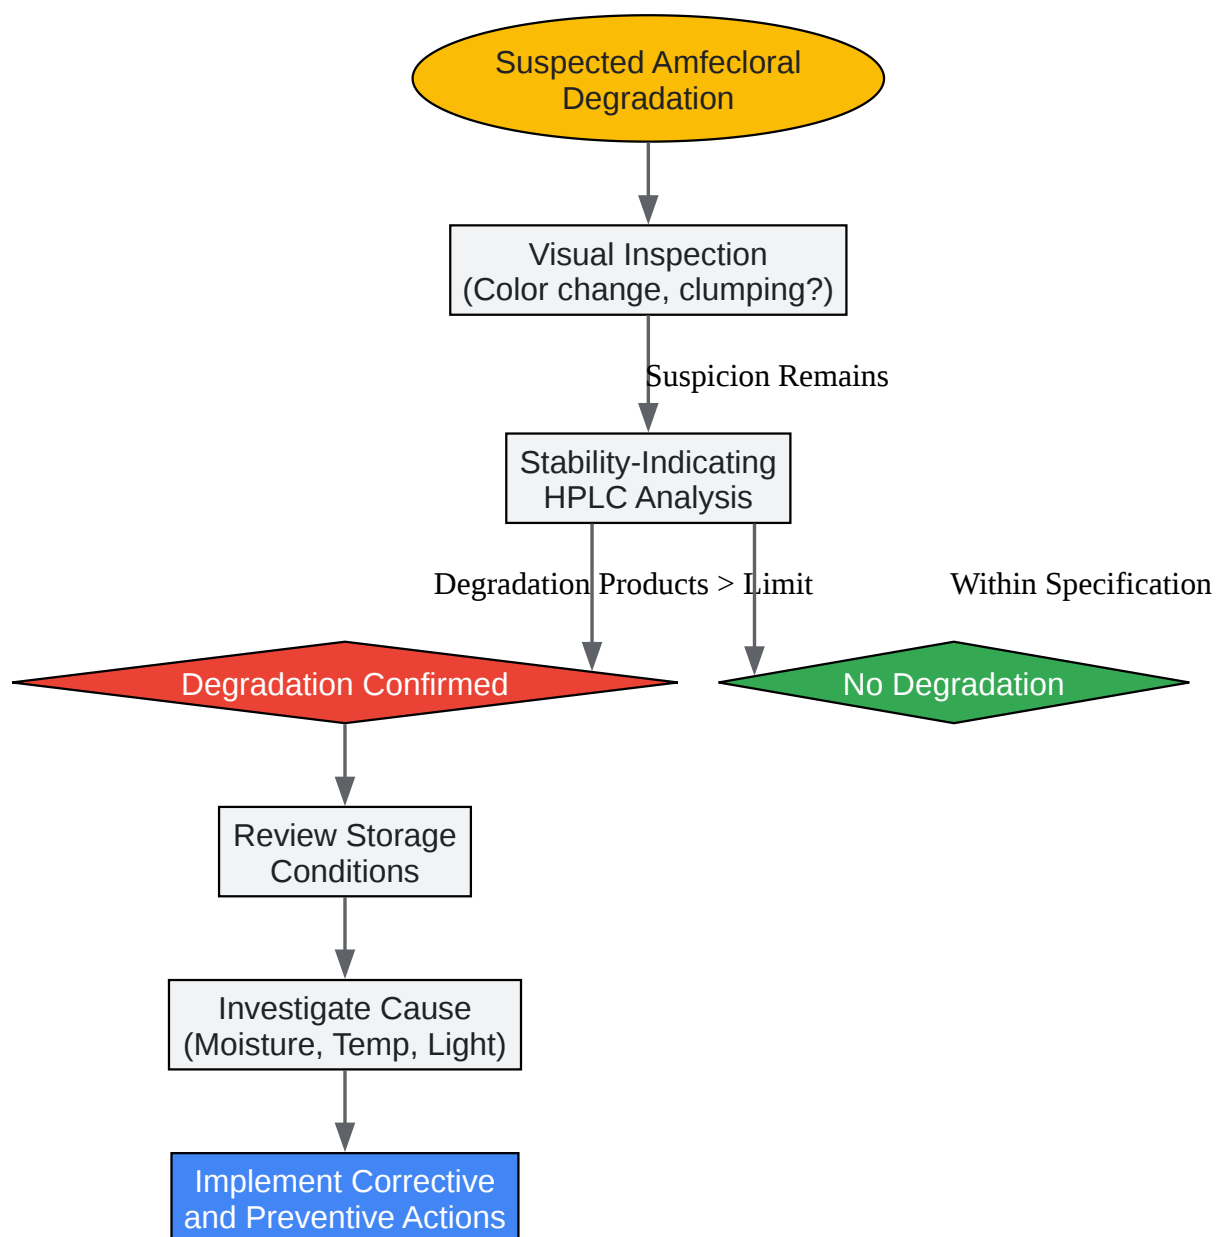 Suspected Amfecloral
Degradation
Visual Inspection
(Color change, clumping?)
Suspicion Remains
Stability-Indicating
HPLC Analysis
Degradation Products > Limit
Within Specification
Degradation Confirmed
No Degradation
Review Storage
Conditions
Investigate Cause
(Moisture, Temp, Light)
Implement Corrective
and Preventive Actions